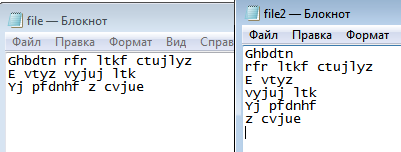 file — Блокнот
Файл Правка Формат Вид Справ
Ghbdtn rfr ltkf ctujlyz
E vtyz vyjuj ltk
Yj pfdnhf z cvjue
file2 — Блокнот
Файл Правка Формат
Ghbdtn
rfr ltkf ctujlyz
E vtyz
vyjuj ltk
Yj pfdnhf
z cvjue